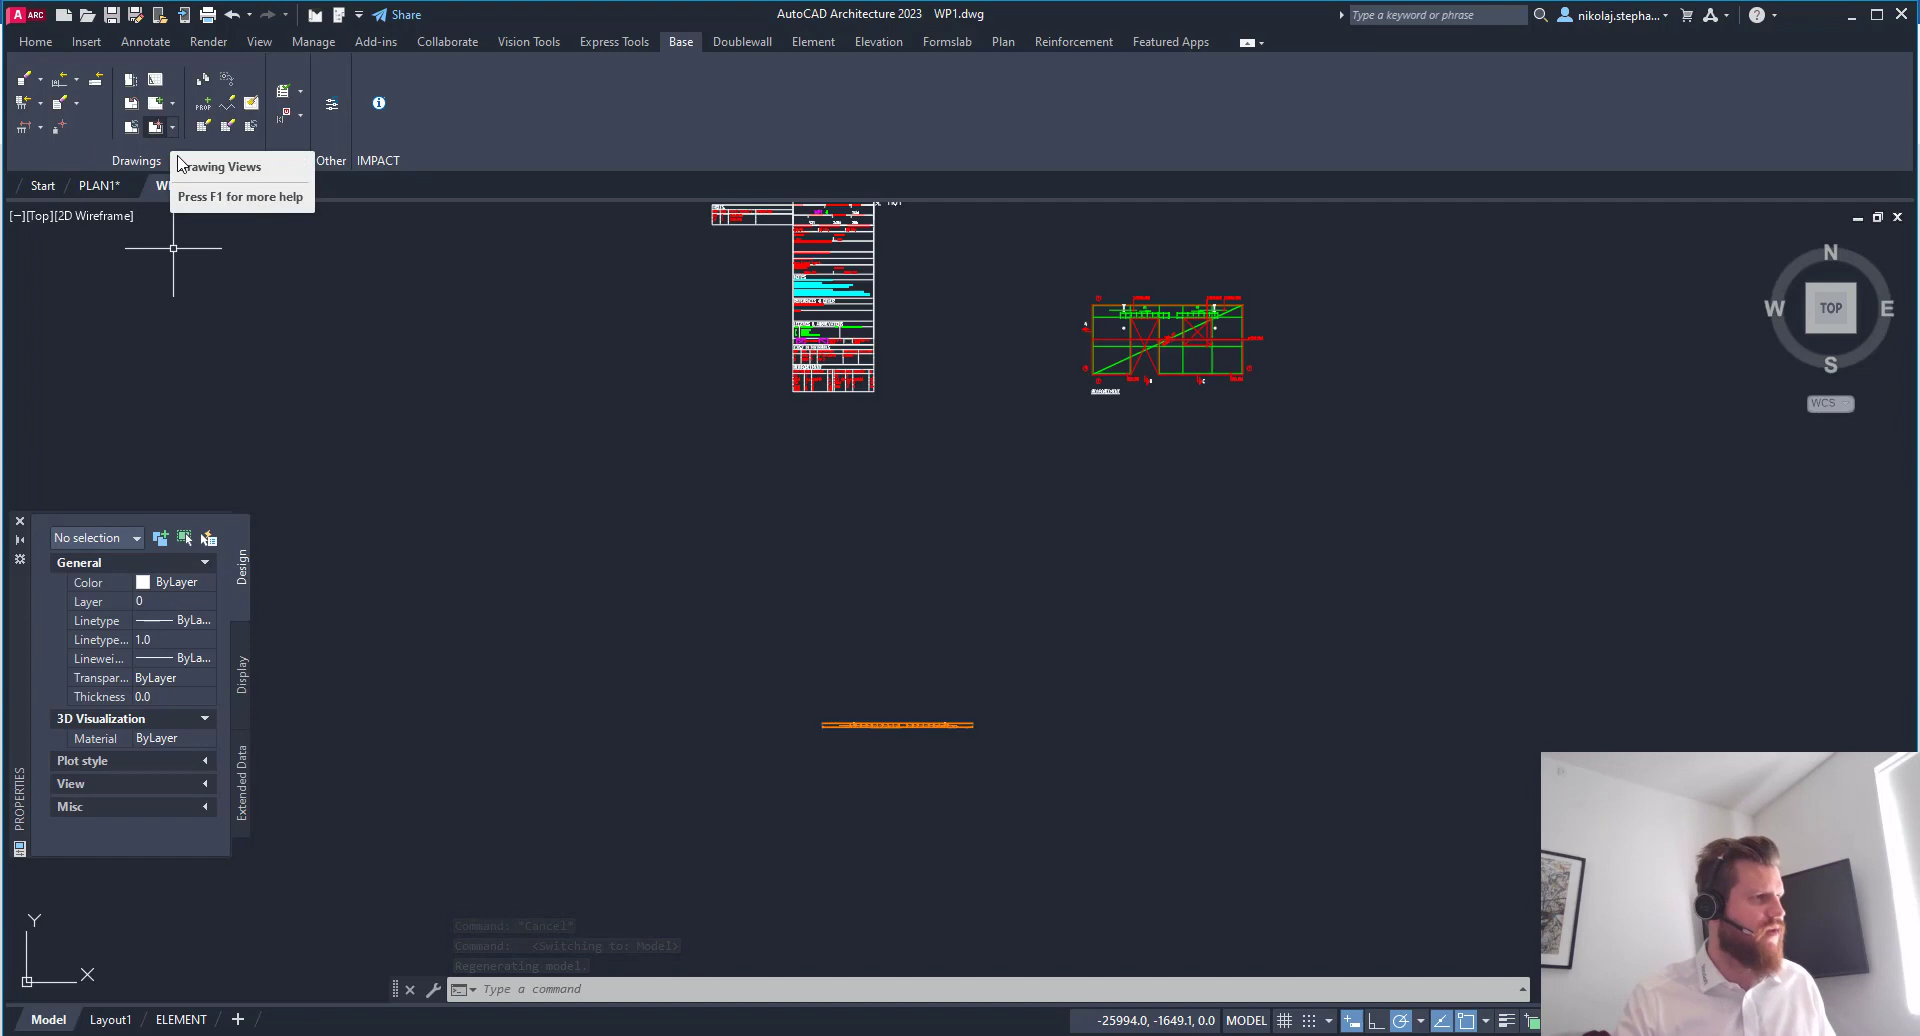 ARC
Share
AutoCAD Architecture 2023 WP1.dwg
Type a keyword or phrase
nikolaj.stepha...
Home Insert Annotate Render View Manage Add-ins Collaborate Vision Tools Express Tools Base Doublewall Element Elevation Formslab Plan Reinforcement Featured Apps
PROP
Drawings
Other
IMPACT
rawing Views
Press F1 for more help
Start
PLAN1*
[−][Top][2D Wireframe]
N
W
TOP
E
S
WCS
No selection
General
Color ByLayer
Layer 0
Linetype ByLa...
Linetype... 1.0
Linewei... ByLa...
Transpar... ByLayer
Thickness 0.0
3D Visualization
Material ByLayer
Plot style
View
Misc
Design
Display
Extended Data
PROPERTIES
Y
X
Command: *Cancel*
Command: <Switching to: Model>
Regenerating model.
Type a command
Model Layout1 ELEMENT
-25994.0, -1649.1, 0.0 MODEL